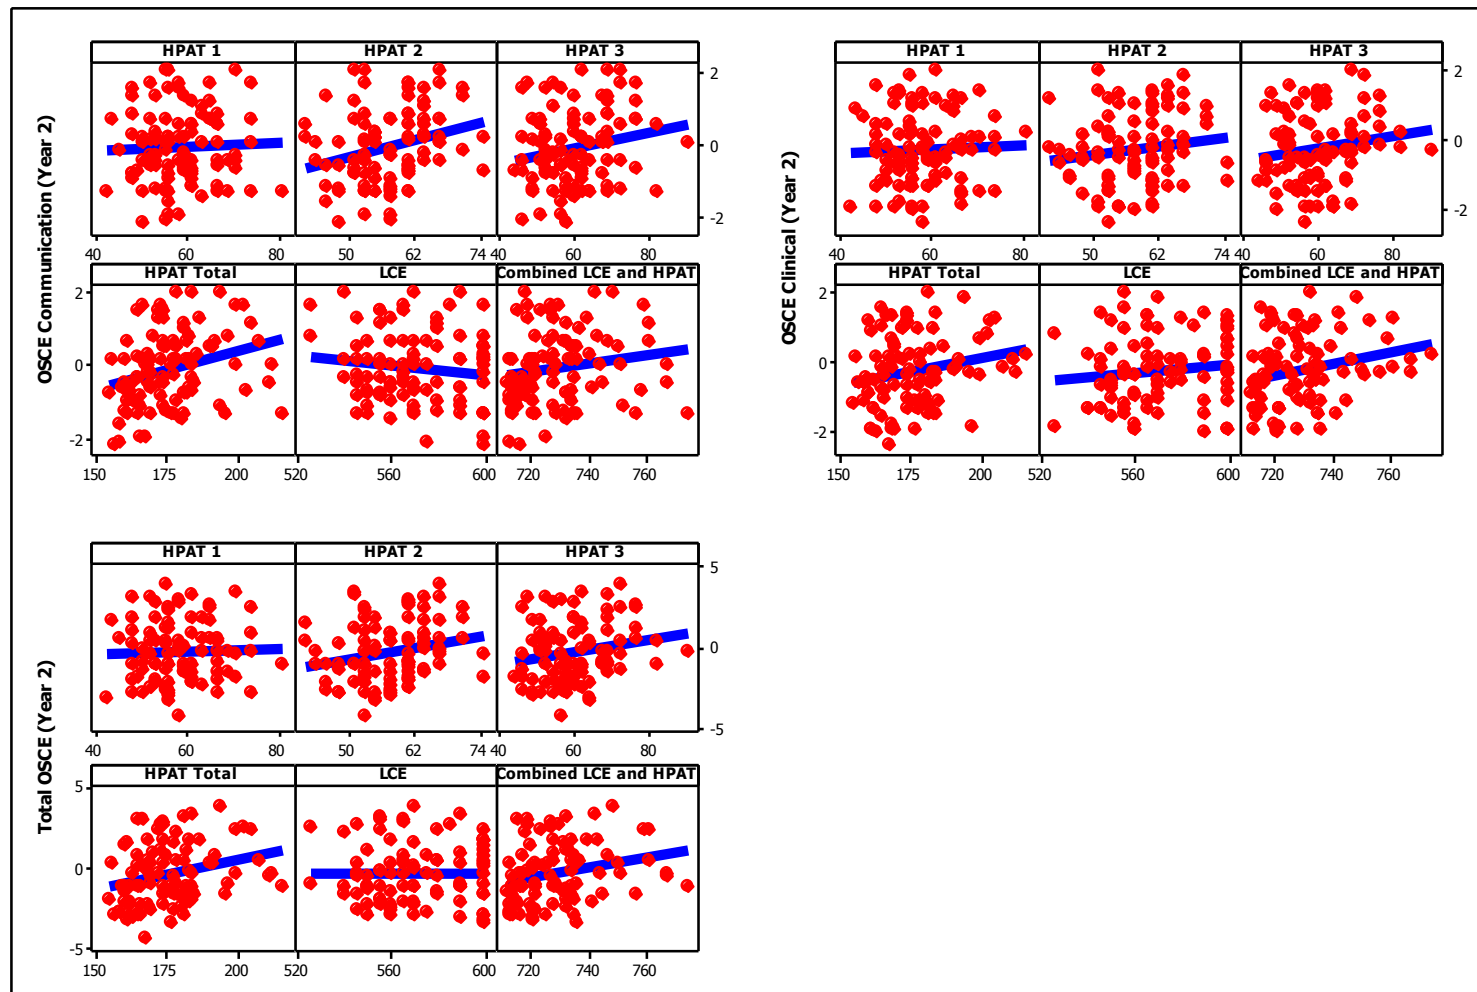 HPAT 1 HPAT 2 HPAT 3
2
0
-2
40 60 80 50 62 74 40 60 80
OSCE Communication (Year 2)
HPAT Total LCE Combined LCE and HPAT
2
0
-2
150 175 200 520 560 600 720 740 760
HPAT 1 HPAT 2 HPAT 3
2
0
-2
40 60 80 50 62 74 40 60 80
OSCE Clinical (Year 2)
HPAT Total LCE Combined LCE and HPAT
2
0
-2
150 175 200 520 560 600 720 740 760
HPAT 1 HPAT 2 HPAT 3
5
0
-5
40 60 80 50 62 74 40 60 80
Total OSCE (Year 2)
HPAT Total LCE Combined LCE and HPAT
5
0
-5
150 175 200 520 560 600 720 740 760